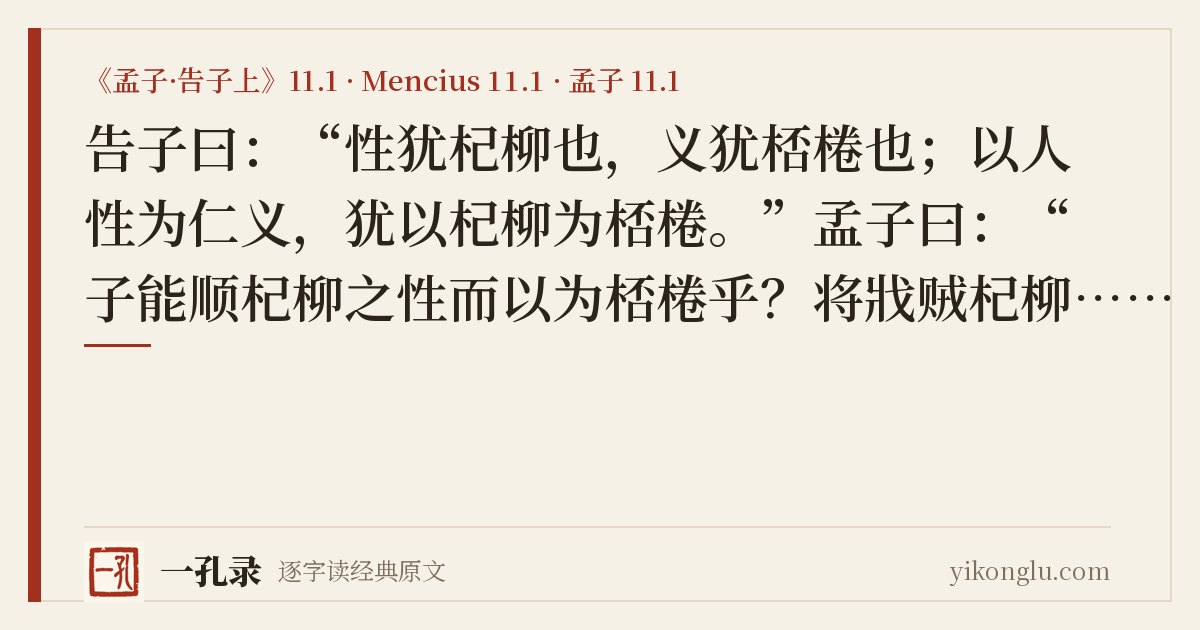 《孟子·告子上》11.1 · Mencius 11.1 · 孟子 11.1
告子曰：“性犹杞柳也，义犹桮棬也；以人
性为仁义，犹以杞柳为桮棬。”孟子曰：“
子能顺杞柳之性而以为桮棬乎？将戕贼杞柳……
一孔
一孔录 逐字读经典原文 yikonglu.com